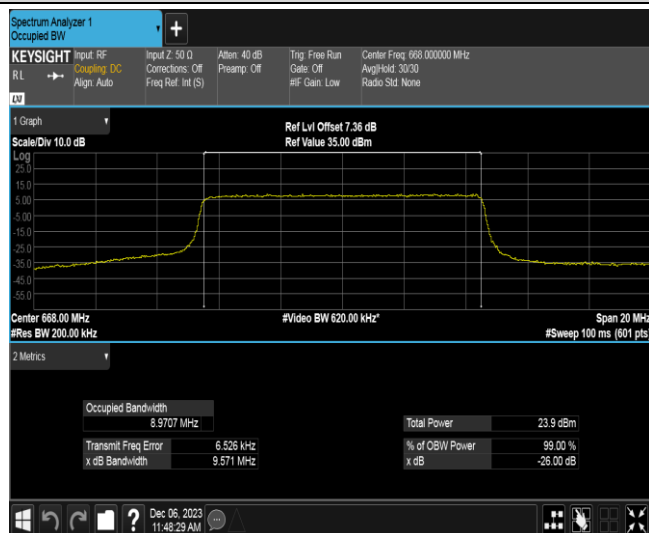 Spectrum Analyzer 1
Occupied BW
+
KEYSIGHT Input: RF Input Z: 50 Ω Atten: 40 dB Trig: Free Run Center Freq: 668.000000 MHz
RL Coupling: DC Corrections: Off Preamp: Off Gate: Off Avg|Hold: 30/30
Align: Auto Freq Ref: Int (S) #IF Gain: Low Radio Std: None
LXI
1 Graph
Ref Lvl Offset 7.36 dB
Scale/Div 10.0 dB Ref Value 35.00 dBm
Log
25.0
15.0
5.00
-5.00
-15.0
-25.0
-35.0
-45.0
-55.0
Center 668.00 MHz #Video BW 620.00 kHz* Span 20 MHz
#Res BW 200.00 kHz #Sweep 100 ms (601 pts
2 Metrics
Occupied Bandwidth
8.9707 MHz Total Power 23.9 dBm
Transmit Freq Error 6.526 kHz % of OBW Power 99.00 %
x dB Bandwidth 9.571 MHz x dB -26.00 dB
? Dec 06, 2023
11:48:29 AM